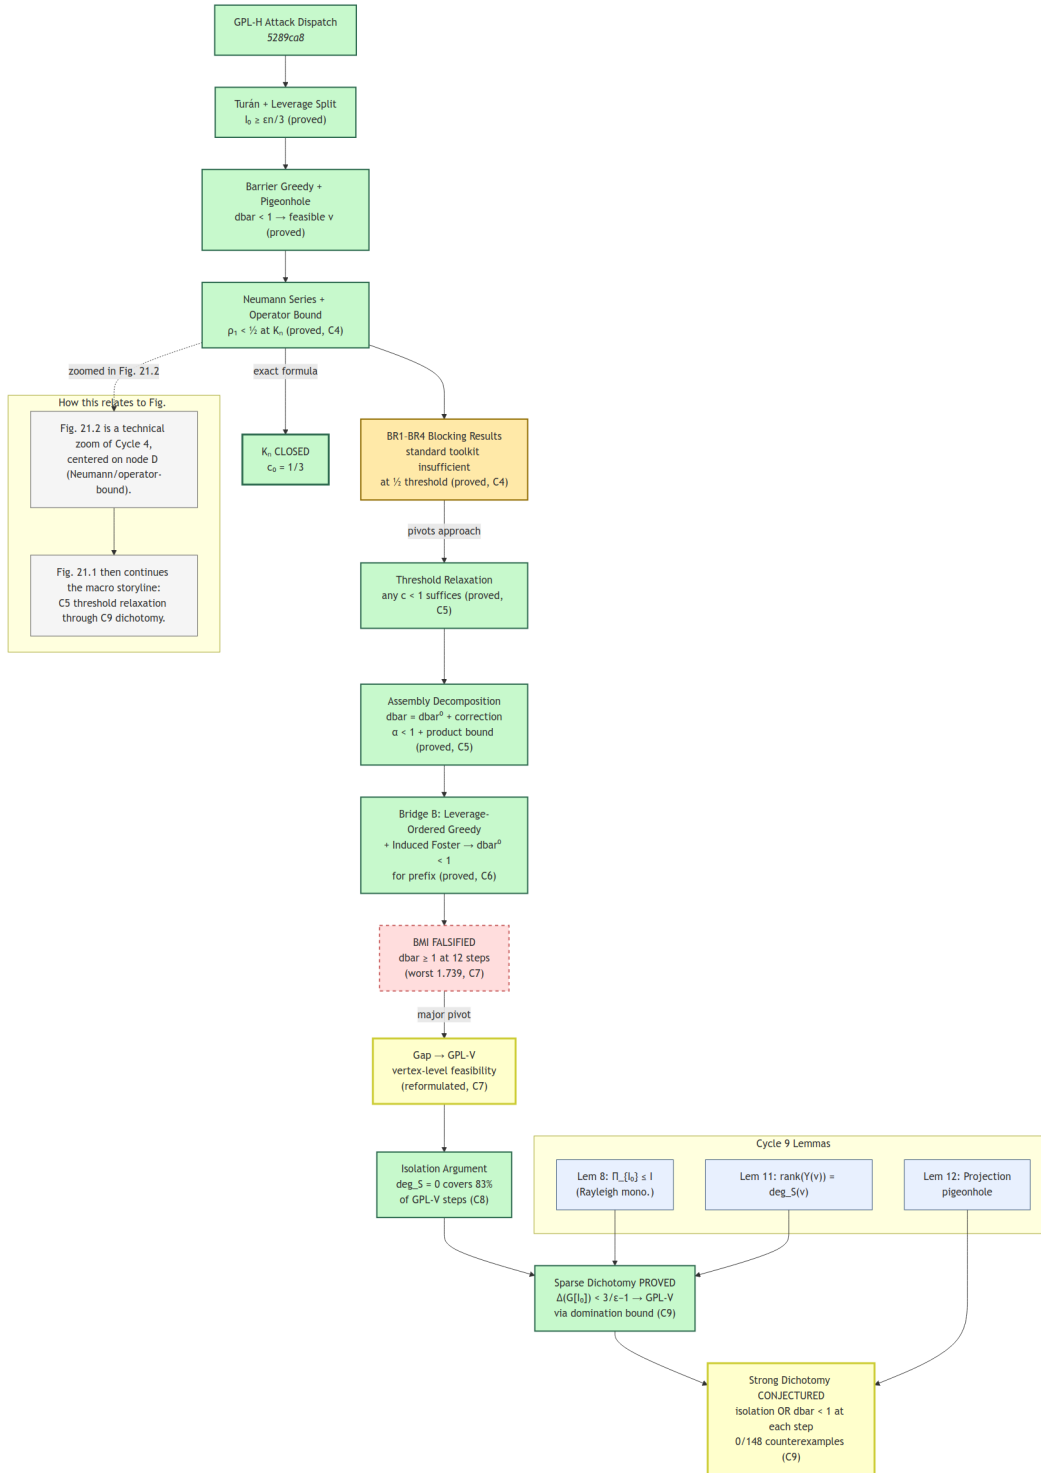 GPL-H Attack Dispatch
5289ca8
Turán + Leverage Split
I₀ ≥ εn/3 (proved)
Barrier Greedy +
Pigeonhole
dbar < 1 → feasible v
(proved)
Neumann Series +
Operator Bound
ρ₁ < ½ at Kₙ (proved, C4)
zoomed in Fig. 21.2
exact formula
How this relates to Fig.
Fig. 21.2 is a technical
zoom of Cycle 4,
centered on node D
(Neumann/operator-
bound).
Kₙ CLOSED
c₀ = 1/3
BR1-BR4 Blocking Results
standard toolkit
insufficient
at ½ threshold (proved, C4)
pivots approach
Fig. 21.1 then continues
the macro storyline:
C5 threshold relaxation
through C9 dichotomy.
Threshold Relaxation
any c < 1 suffices (proved,
C5)
Assembly Decomposition
dbar = dbar⁰ + correction
α < 1 + product bound
(proved, C5)
Bridge B: Leverage-
Ordered Greedy
+ Induced Foster → dbar⁰
< 1
for prefix (proved, C6)
BMI FALSIFIED
dbar ≥ 1 at 12 steps
(worst 1.739, C7)
major pivot
Gap → GPL-V
vertex-level feasibility
(reformulated, C7)
Cycle 9 Lemmas
Isolation Argument
deg_S = 0 covers 83%
of GPL-V steps (C8)
Lem 8: Π_{I₀} ≤ I
(Rayleigh mono.)
Lem 11: rank(Y(v)) =
deg_S(v)
Lem 12: Projection
pigeonhole
Sparse Dichotomy PROVED
Δ(G[I₀]) < 3/ε−1 → GPL-V
via domination bound (C9)
Strong Dichotomy
CONJECTURED
isolation OR dbar < 1 at
each step
0/148 counterexamples
(C9)